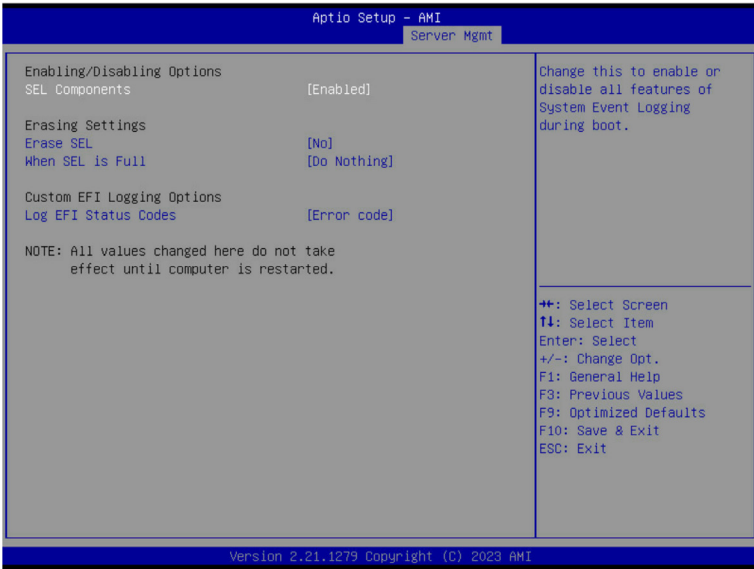 Aptio Setup – AMI
Server Mgmt
Enabling/Disabling Options
SEL Components [Enabled]
Erasing Settings
Erase SEL [No]
When SEL is Full [Do Nothing]
Custom EFI Logging Options
Log EFI Status Codes [Error code]
NOTE: All values changed here do not take
effect until computer is restarted.
Change this to enable or
disable all features of
System Event Logging
during boot.
→←: Select Screen
↑↓: Select Item
Enter: Select
+/-: Change Opt.
F1: General Help
F3: Previous Values
F9: Optimized Defaults
F10: Save & Exit
ESC: Exit
Version 2.21.1279 Copyright (C) 2023 AMI